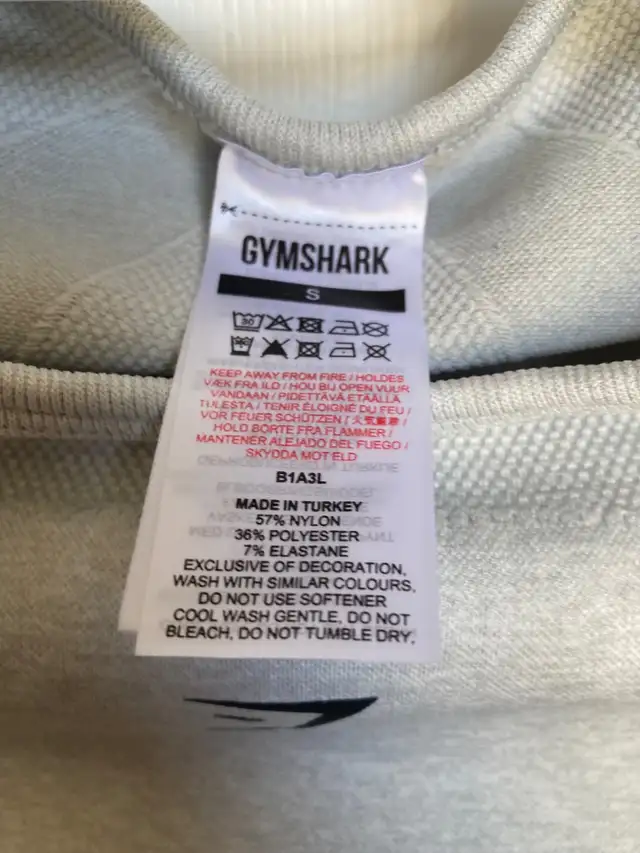 GYMSHARK
S
30
KEEP AWAY FROM FIRE / HOLDES
VÆK FRA ILD / HOU BIJ OPEN VUUR
VANDAAN / PIDETTÄVÄ ETÄÄLLÄ
TULESTA / TENIR ÉLOIGNÉ DU FEU /
VOR FEUER SCHÜTZEN /
HOLD BORTE FRA FLAMMER /
MANTENER ALEJADO DEL FUEGO /
SKYDDA MOT ELD
B1A3L
MADE IN TURKEY
57% NYLON
36% POLYESTER
7% ELASTANE
EXCLUSIVE OF DECORATION.
WASH WITH SIMILAR COLOURS,
DO NOT USE SOFTENER
COOL WASH GENTLE, DO NOT
BLEACH, DO NOT TUMBLE DRY,